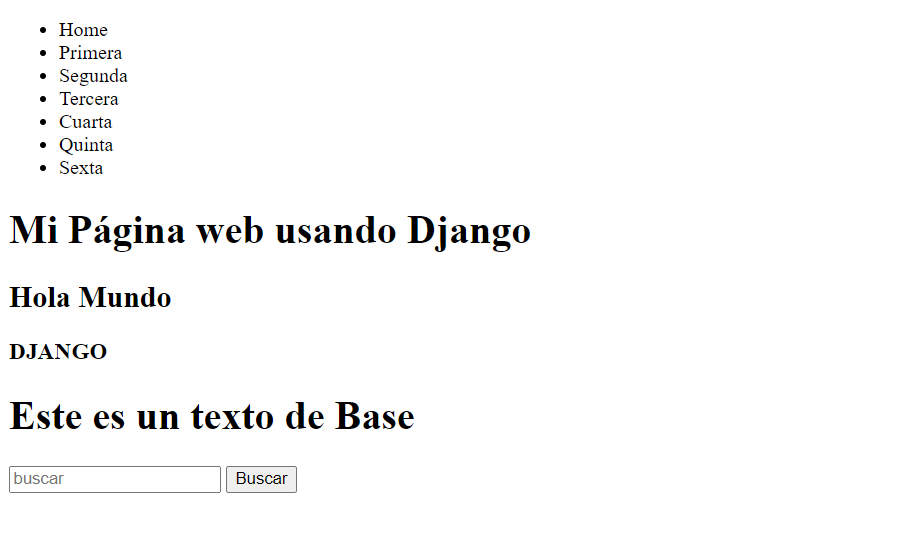 Home
Primera
Segunda
Tercera
Cuarta
Quinta
Sexta
Mi Página web usando Django
Hola Mundo
DJANGO
Este es un texto de Base
buscar Buscar